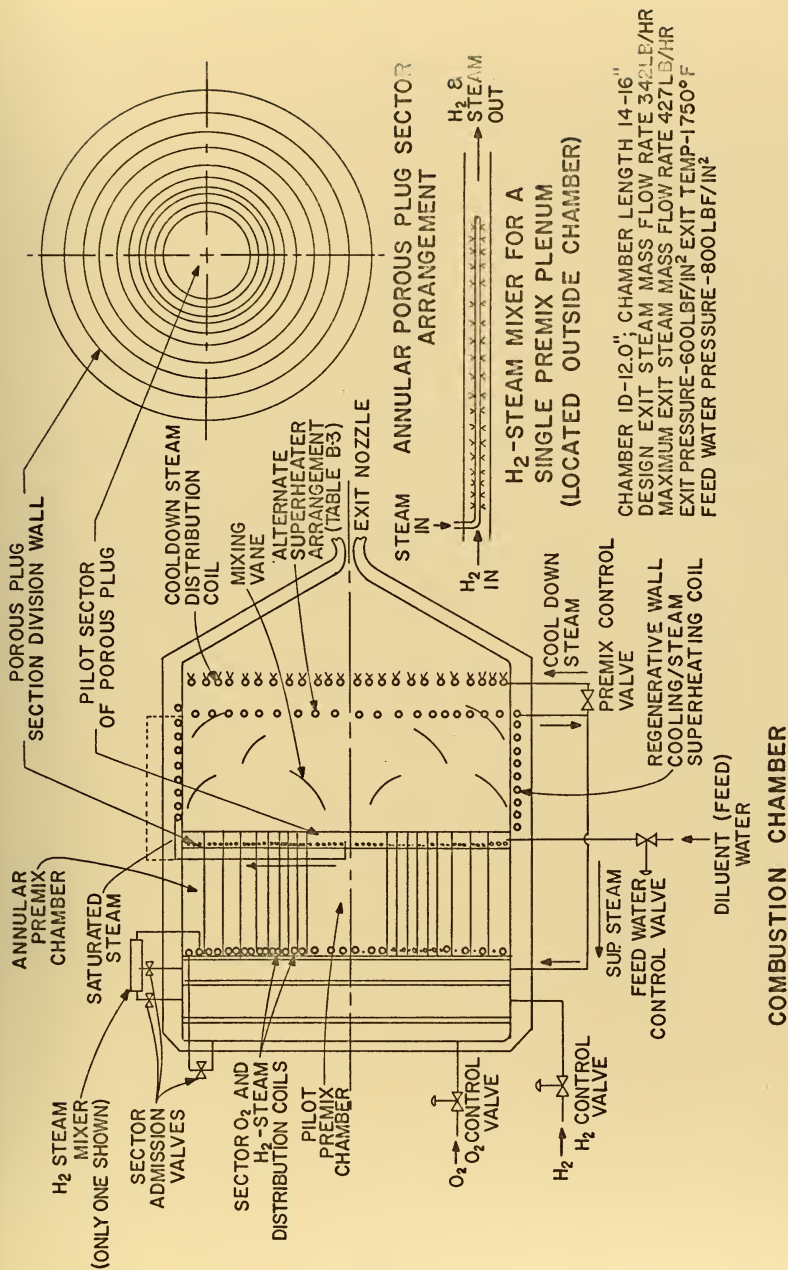 POROUS PLUG
SECTION DIVISION WALL
PILOT SECTOR
OF POROUS PLUG
ANNULAR
PREMIX
CHAMBER
SATURATED
STEAM
H2 STEAM
MIXER
(ONLY ONE SHOWN)
SECTOR
ADMISSION
VALVES
SECTOR O2 AND
H2-STEAM
DISTRIBUTION COILS
PILOT
PREMIX
CHAMBER
O2
O2 CONTROL
VALVE
H2
H2 CONTROL
VALVE
COOLDOWN STEAM
DISTRIBUTION
COIL
MIXING
VANE
ALTERNATE
SUPERHEATER
ARRANGEMENT
(TABLE B-3)
EXIT NOZZLE
COOL DOWN
STEAM
PREMIX CONTROL
VALVE
REGENERATIVE WALL
COOLING/STEAM
SUPERHEATING COIL
SUP. STEAM
FEED WATER
CONTROL VALVE
DILUENT (FEED)
WATER
ANNULAR POROUS PLUG SECTOR
ARRANGEMENT
STEAM
IN
H2
IN
H2 &
STEAM
OUT
H2-STEAM MIXER FOR A
SINGLE PREMIX PLENUM
(LOCATED OUTSIDE CHAMBER)
CHAMBER ID-12.0"; CHAMBER LENGTH 14-16"
DESIGN EXIT STEAM MASS FLOW RATE 342LB/HR
MAXIMUM EXIT STEAM MASS FLOW RATE 427LB/HR
EXIT PRESSURE-600LBF/IN² EXIT TEMP-1750°F
FEED WATER PRESSURE-800LBF/IN²
COMBUSTION CHAMBER